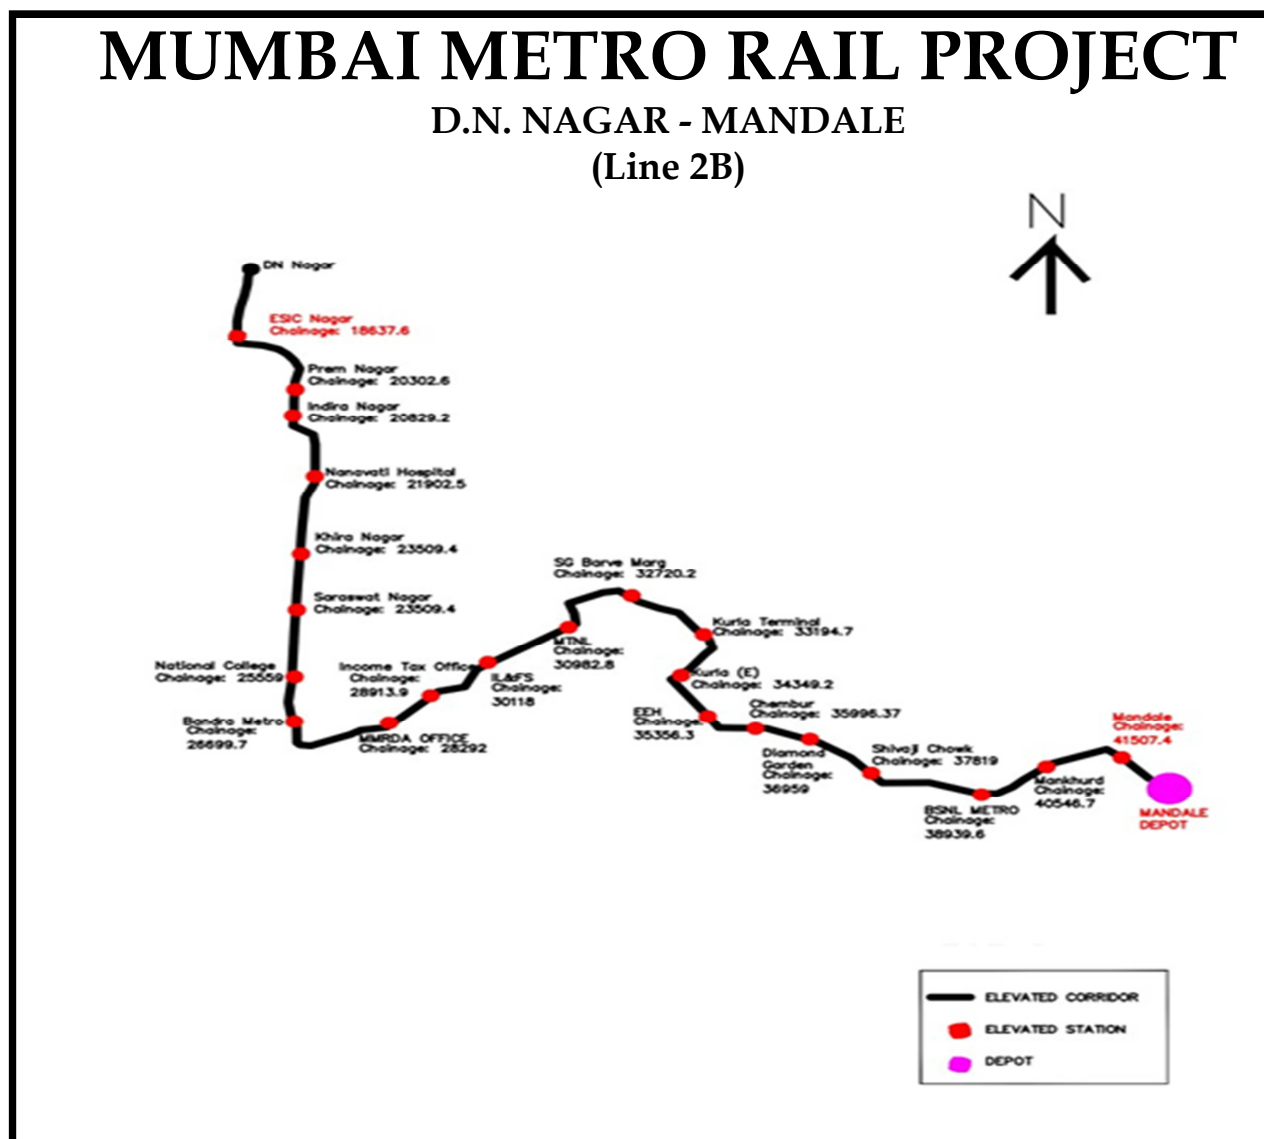 MUMBAI METRO RAIL PROJECT
D.N. NAGAR - MANDALE
(Line 2B)
N
DN Nagar
ESIC Nagar
Chainage: 18637.6
Prem Nagar
Chainage: 20302.6
Indira Nagar
Chainage: 20829.2
Nanavati Hospital
Chainage: 21902.5
Khira Nagar
Chainage: 23509.4
Saraswat Nagar
Chainage: 23509.4
National College
Chainage: 25559
Bandra Metro
Chainage:
26699.7
MMRDA OFFICE
Chainage: 28292
Income Tax Office
Chainage:
28913.9
IL&FS
Chainage:
30118
MTNL
Chainage:
30982.8
SG Barve Marg
Chainage: 32720.2
Kurla Terminal
Chainage: 33194.7
Kurla (E)
Chainage: 34349.2
EEH
Chainage:
35356.3
Chembur
Chainage: 35996.37
Diamond
Garden
Chainage:
36959
Shivaji Chowk
Chainage: 37819
BSNL METRO
Chainage:
38939.6
Mankhurd
Chainage:
40546.7
Mandale
Chainage:
41507.4
MANDALE
DEPOT
ELEVATED CORRIDOR
ELEVATED STATION
DEPOT